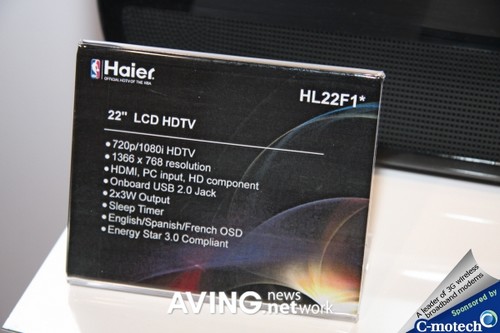 Haier
OFFICIAL HDTV OF THE NBA
HL22F1*
22" LCD HDTV
• 720p/1080i HDTV
• 1366 x 768 resolution
• HDMI, PC input, HD component
• Onboard USB 2.0 Jack
• 2x3W Output
• Sleep Timer
• English/Spanish/French OSD
• Energy Star 3.0 Compliant
AVING news network
.net
A leader of 3G wireless
broadband modems
Sponsored by
C-motech